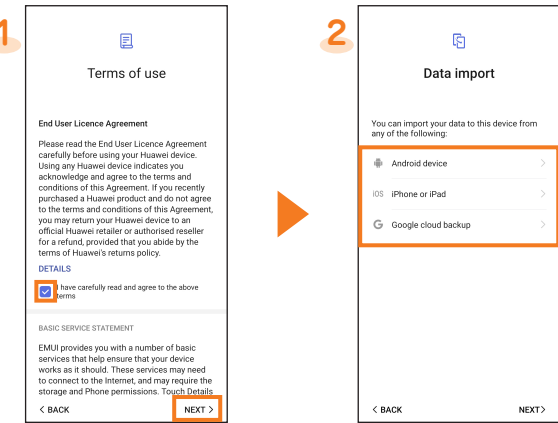 1
Terms of use
End User Licence Agreement
Please read the End User Licence Agreement
carefully before using your Huawei device.
Using any Huawei device indicates you
acknowledge and agree to the terms and
conditions of this Agreement. If you recently
purchased a Huawei product and do not agree
to the terms and conditions of this Agreement,
you may return your Huawei device to an
official Huawei retailer or authorised reseller
for a refund, provided that you abide by the
terms of Huawei's returns policy.
DETAILS
I have carefully read and agree to the above
terms
BASIC SERVICE STATEMENT
EMUI provides you with a number of basic
services that help ensure that your device
works as it should. These services may need
to connect to the Internet, and may require the
storage and Phone permissions. Touch Details
< BACK
NEXT >
2
Data import
You can import your data to this device from
any of the following:
Android device >
iOS iPhone or iPad >
G Google cloud backup >
< BACK
NEXT>